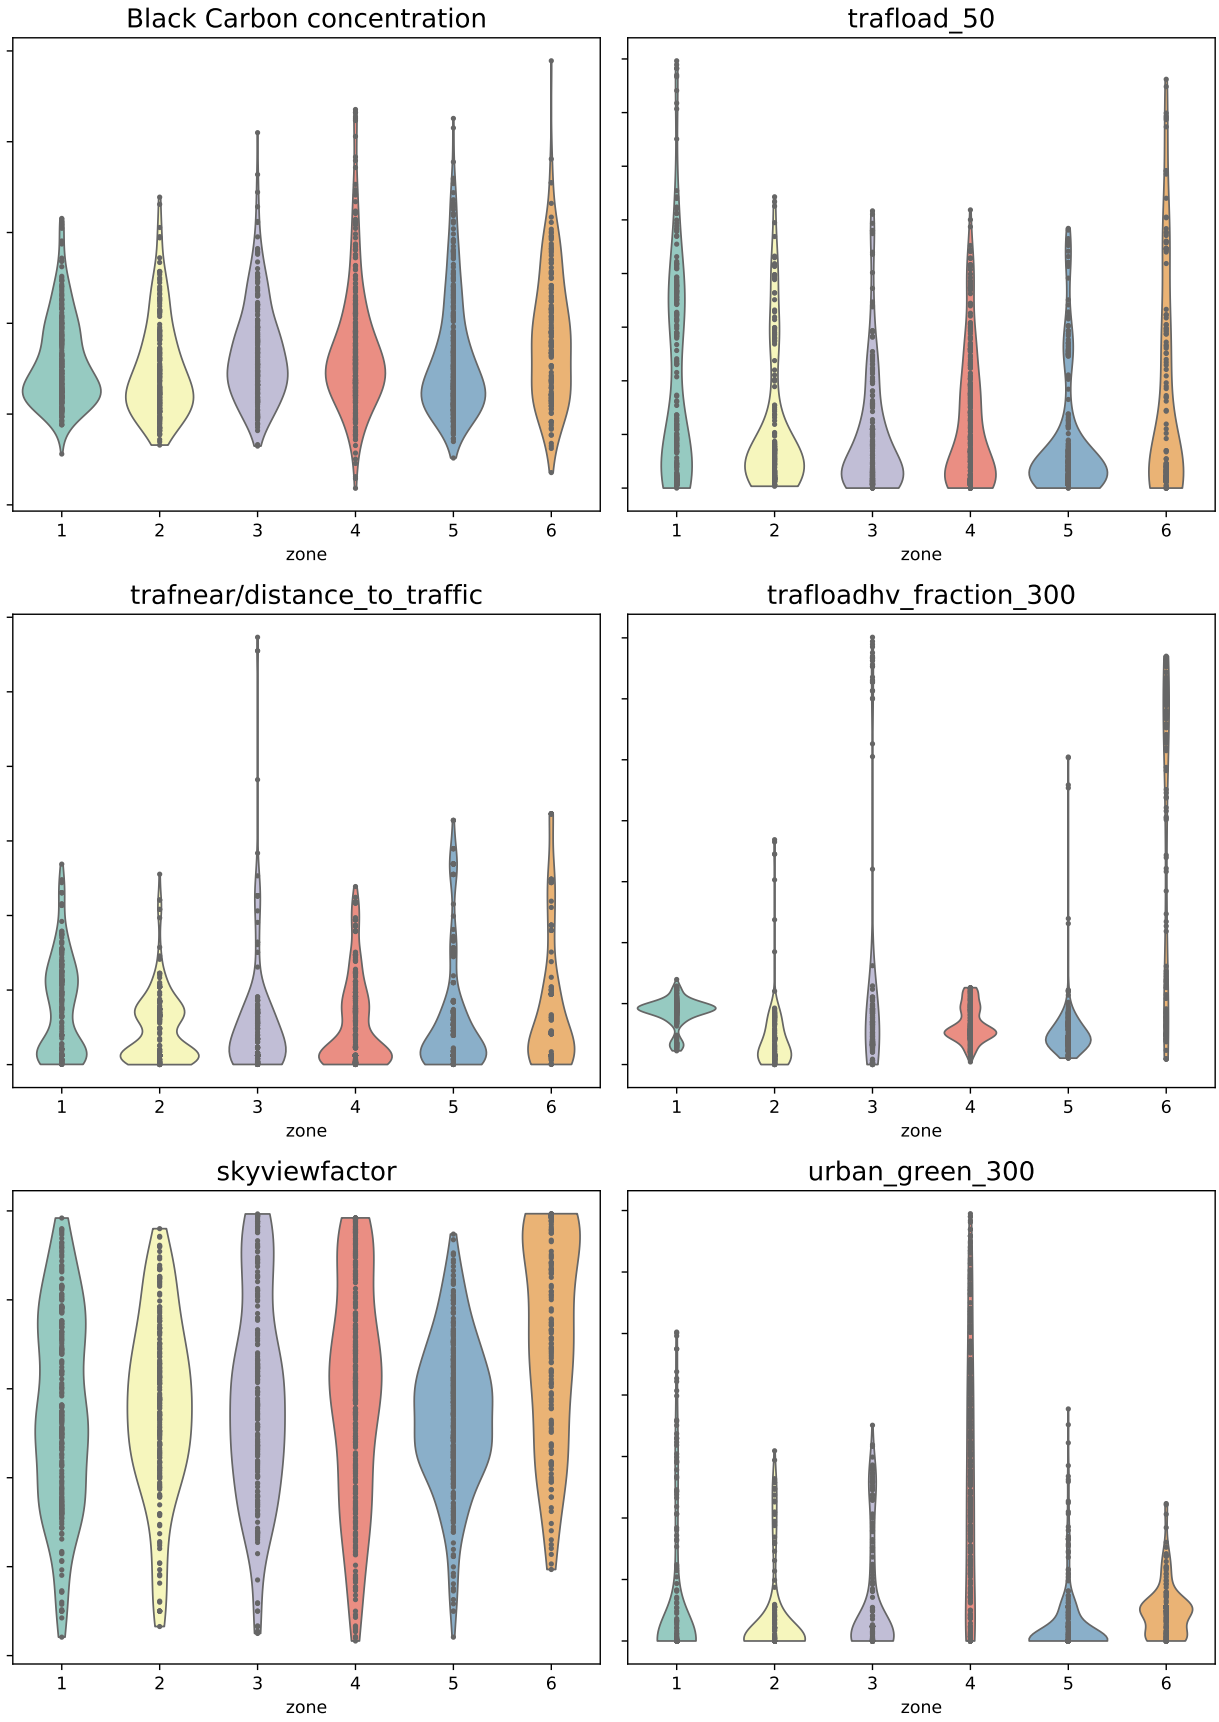 Black Carbon concentration
1 2 3 4 5 6
zone
trafload_50
1 2 3 4 5 6
zone
trafnear/distance_to_traffic
1 2 3 4 5 6
zone
trafloadhv_fraction_300
1 2 3 4 5 6
zone
skyviewfactor
1 2 3 4 5 6
zone
urban_green_300
1 2 3 4 5 6
zone